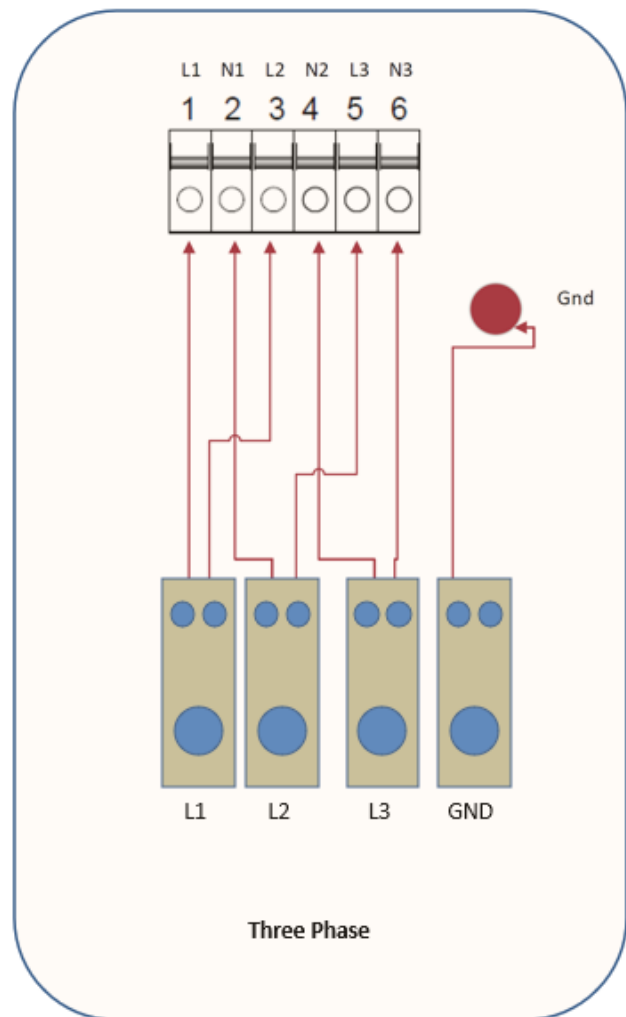 L1 N1 L2 N2 L3 N3
1 2 3 4 5 6
Gnd
L1 L2 L3 GND
Three Phase